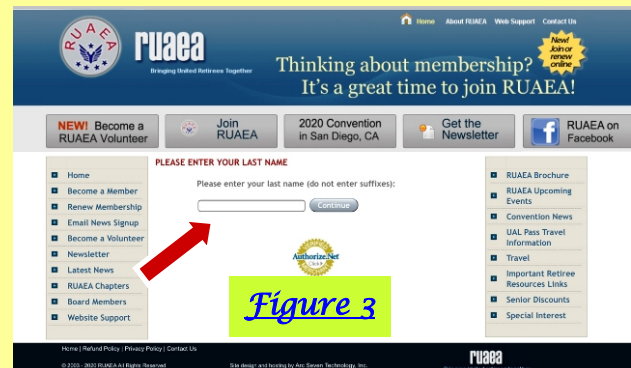 Home About RUAEA Web Support Contact Us
RUAEA
ruaea
Bringing United Retirees Together
New!
Join or
renew
online
Thinking about membership?
It's a great time to join RUAEA!
NEW! Become a
RUAEA Volunteer
Join
RUAEA
2020 Convention
in San Diego, CA
Get the
Newsletter
RUAEA on
Facebook
Home
Become a Member
Renew Membership
Email News Signup
Become a Volunteer
Newsletter
Latest News
RUAEA Chapters
Board Members
Website Support
PLEASE ENTER YOUR LAST NAME
Please enter your last name (do not enter suffixes):
Continue
Authorize.Net
Click
Figure 3
RUAEA Brochure
RUAEA Upcoming
Events
Convention News
UAL Pass Travel
Information
Travel
Important Retiree
Resources Links
Senior Discounts
Special Interest
Home | Refund Policy | Privacy Policy | Contact Us
© 2003 - 2020 RUAEA All Rights Reserved
Site design and hosting by Arc Seven Technology, Inc.
ruaea